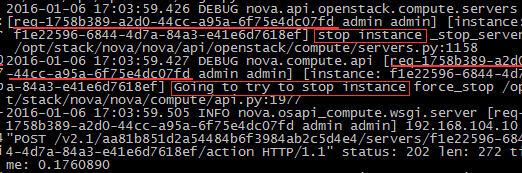 2016-01-06 17:03:59.426 DEBUG nova.api.openstack.compute.servers
[req-1758b389-a2d0-44cc-a95a-6f75e4dc07fd admin admin] [instance:
f1e22596-6844-4d7a-84a3-e41e6d7618ef] stop instance _stop_serve
/opt/stack/nova/nova/api/openstack/compute/servers.py:1158
2016-01-06 17:03:59.427 DEBUG nova.compute.api [req-1758b389-a2d0
-44cc-a95a-6f75e4dc07fd admin admin] [instance: f1e22596-6844-4d7
a-84a3-e41e6d7618ef] Going to try to stop instance force_stop /op
t/stack/nova/nova/compute/api.py:1977
2016-01-06 17:03:59.505 INFO nova.osapi_compute.wsgi.server [req-
1758b389-a2d0-44cc-a95a-6f75e4dc07fd admin admin] 192.168.104.10
"POST /v2.1/aa81b851d2a54484b6f3984ab2c5d4e4/servers/f1e22596-684
4-4d7a-84a3-e41e6d7618ef/action HTTP/1.1" status: 202 len: 272 ti
me: 0.1760890